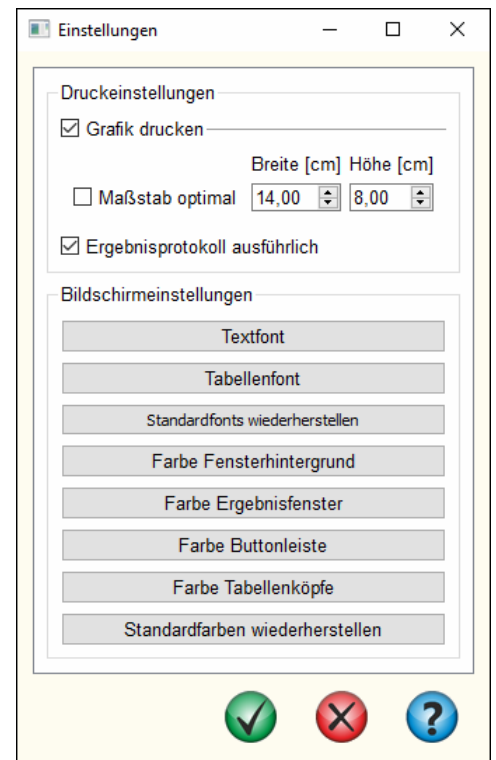 Einstellungen
Druckeinstellungen
Grafik drucken
Breite [cm] Höhe [cm]
Maßstab optimal 14,00 8,00
Ergebnisprotokoll ausführlich
Bildschirmeinstellungen
Textfont
Tabellenfont
Standardfonts wiederherstellen
Farbe Fensterhintergrund
Farbe Ergebnisfenster
Farbe Buttonleiste
Farbe Tabellenköpfe
Standardfarben wiederherstellen
?